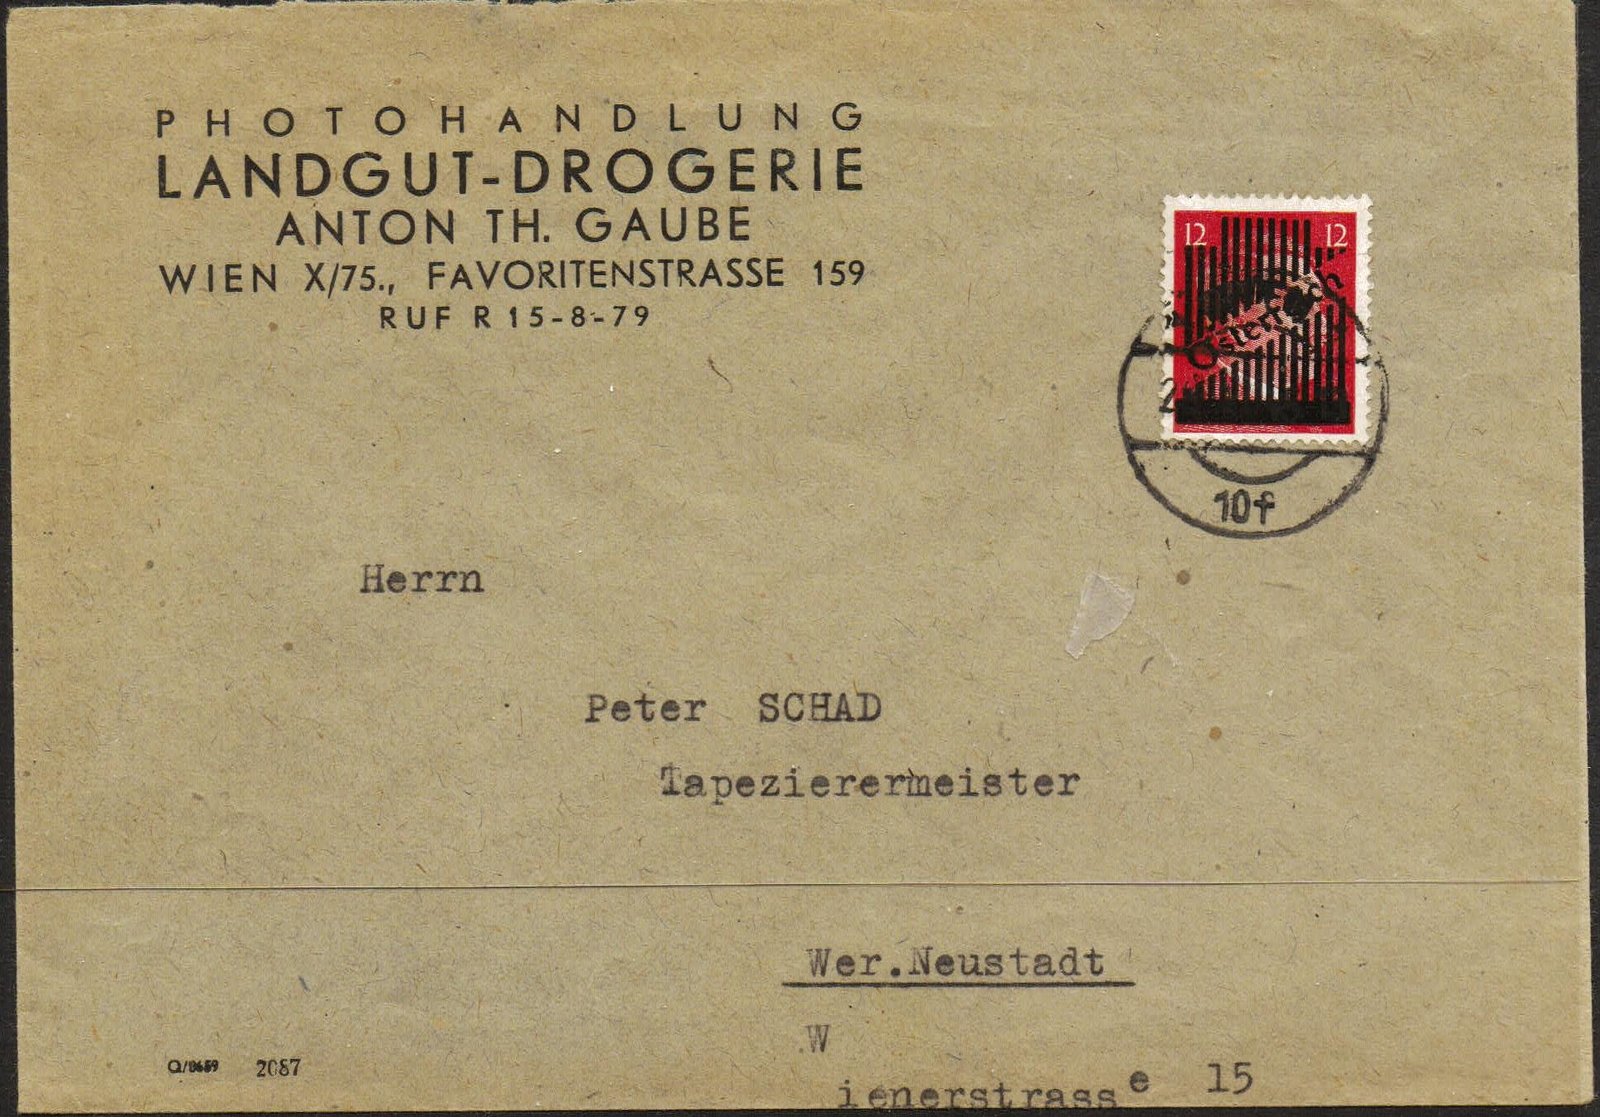 PHOTOHANDLUNG
LANDGUT-DROGERIE
ANTON TH. GAUBE
WIEN X/75., FAVORITENSTRASSE 159
RUF R 15-8-79
12 12
Österreich
10f
Herrn
Peter SCHAD
Tapezierermeister
Wer.Neustadt
W
ienerstrasse 15
2087